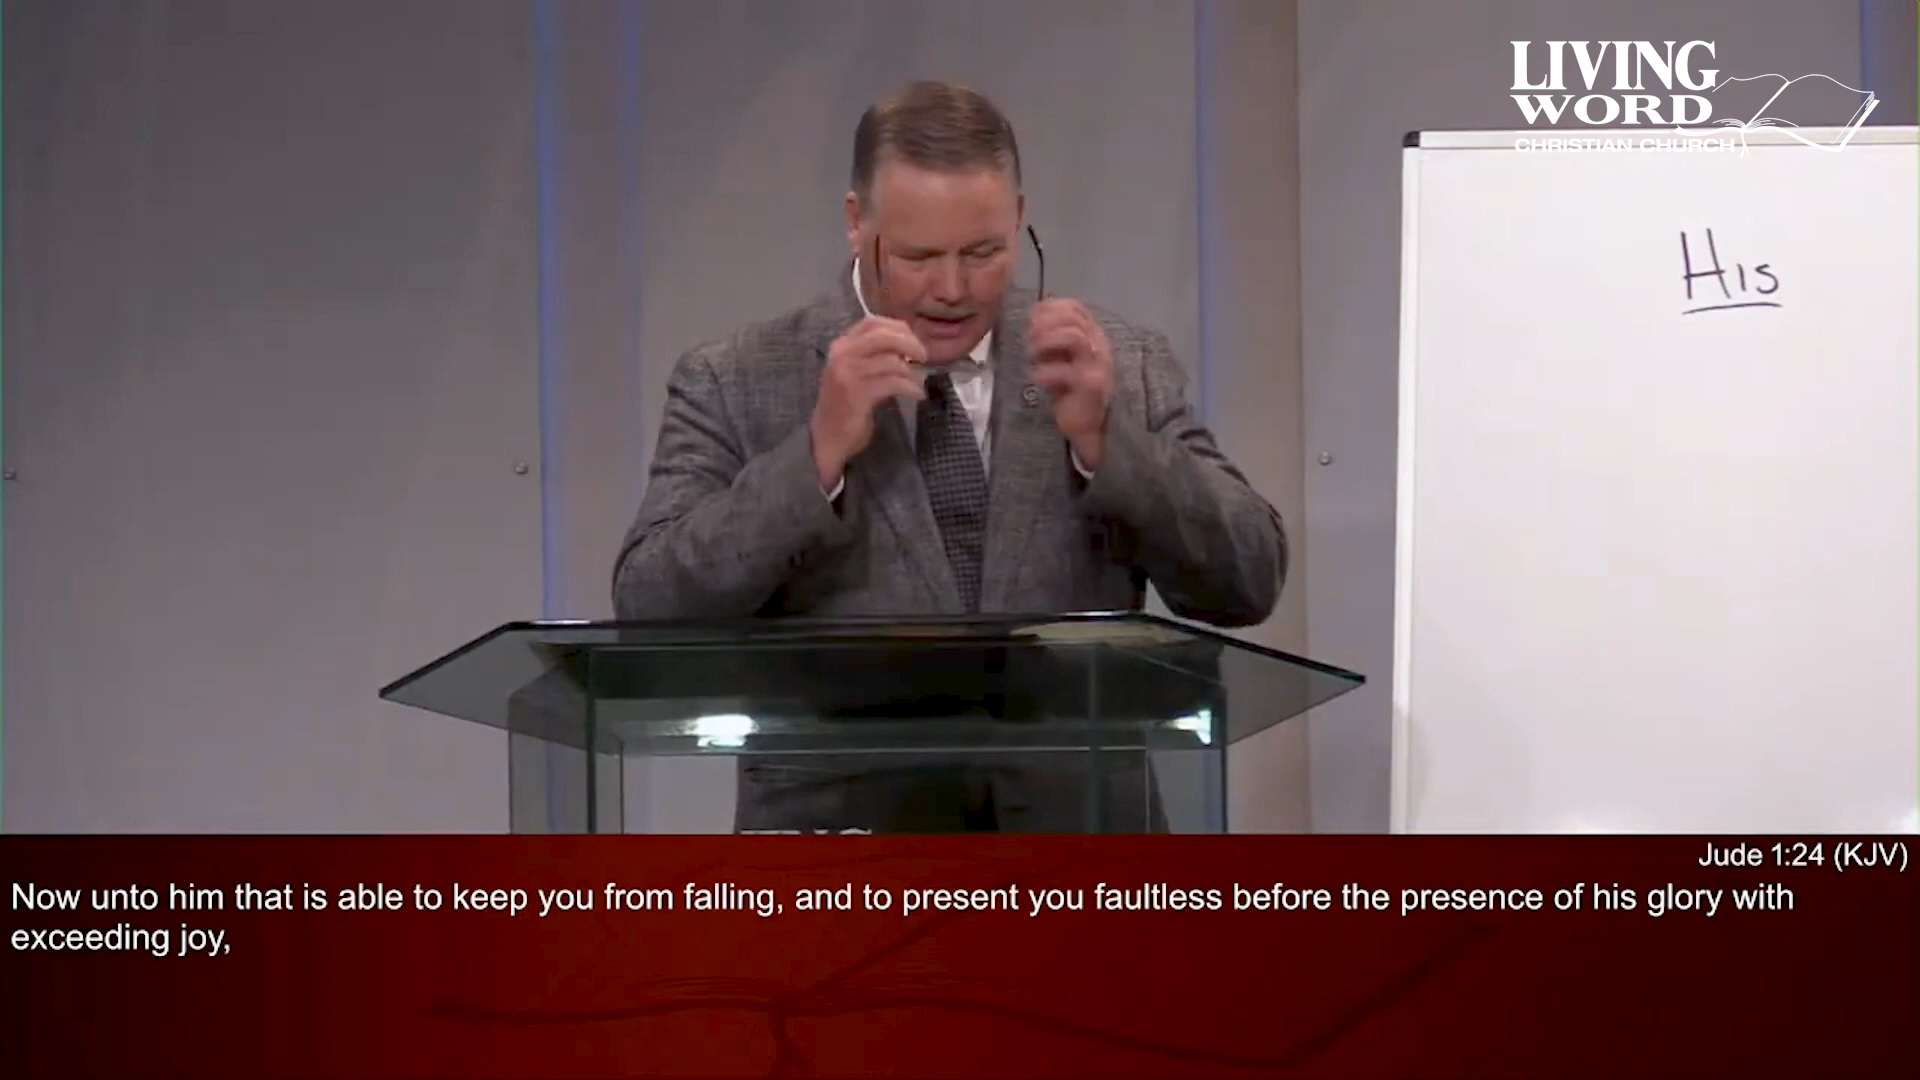 LIVING
WORD
CHRISTIAN CHURCH
His
Jude 1:24 (KJV)
Now unto him that is able to keep you from falling, and to present you faultless before the presence of his glory with
exceeding joy,